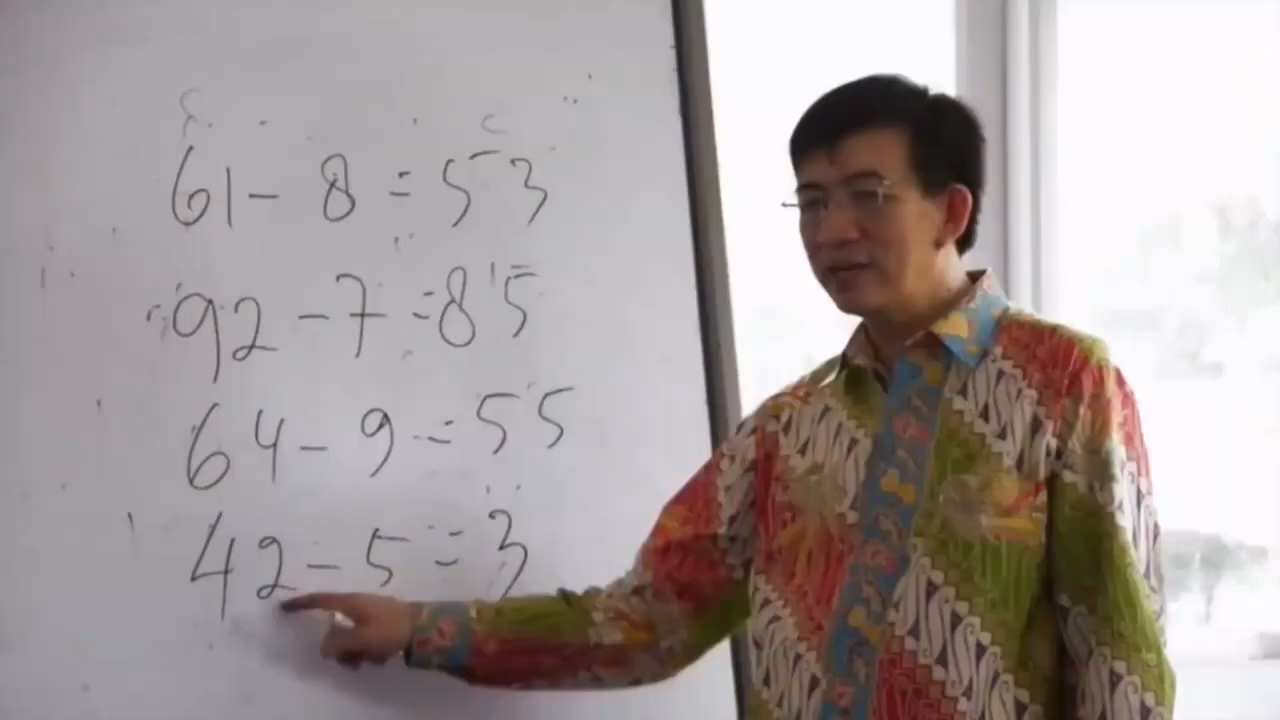 61 - 8 = 53
92 - 7 = 85
64 - 9 = 55
42 - 5 = 3